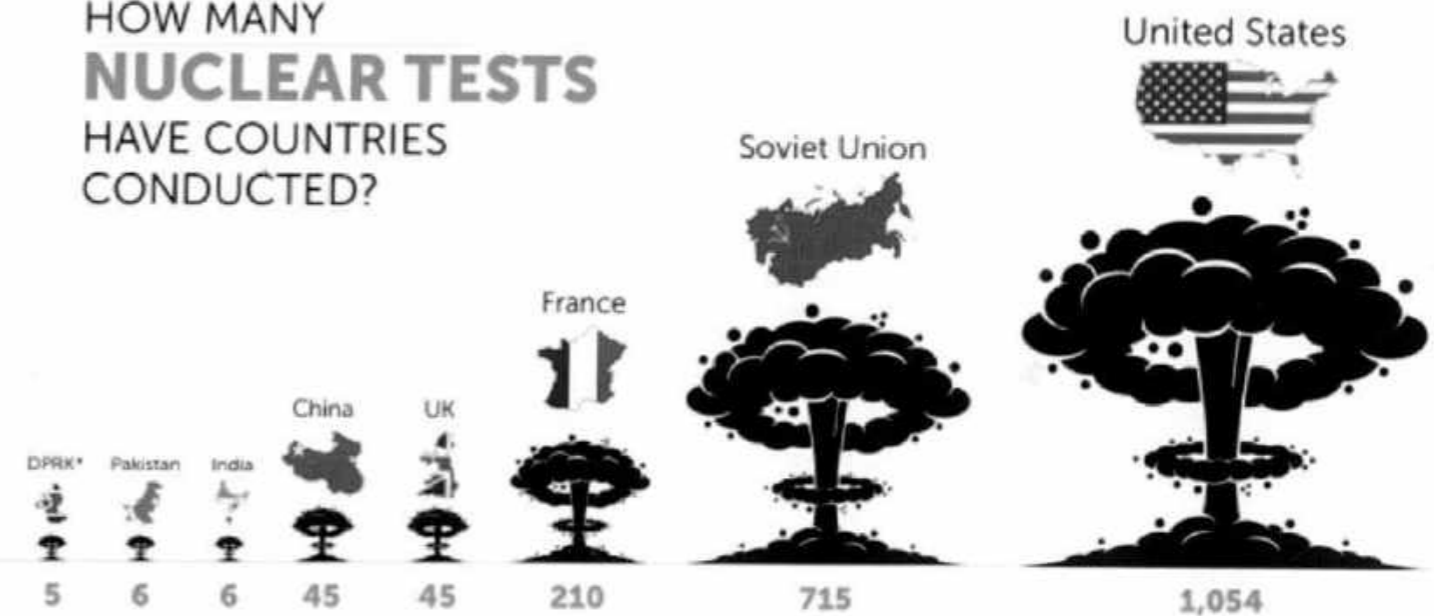 HOW MANY
NUCLEAR TESTS
HAVE COUNTRIES
CONDUCTED?
DPRK*
Pakistan
India
China
UK
France
Soviet Union
United States
5
6
6
45
45
210
715
1,054